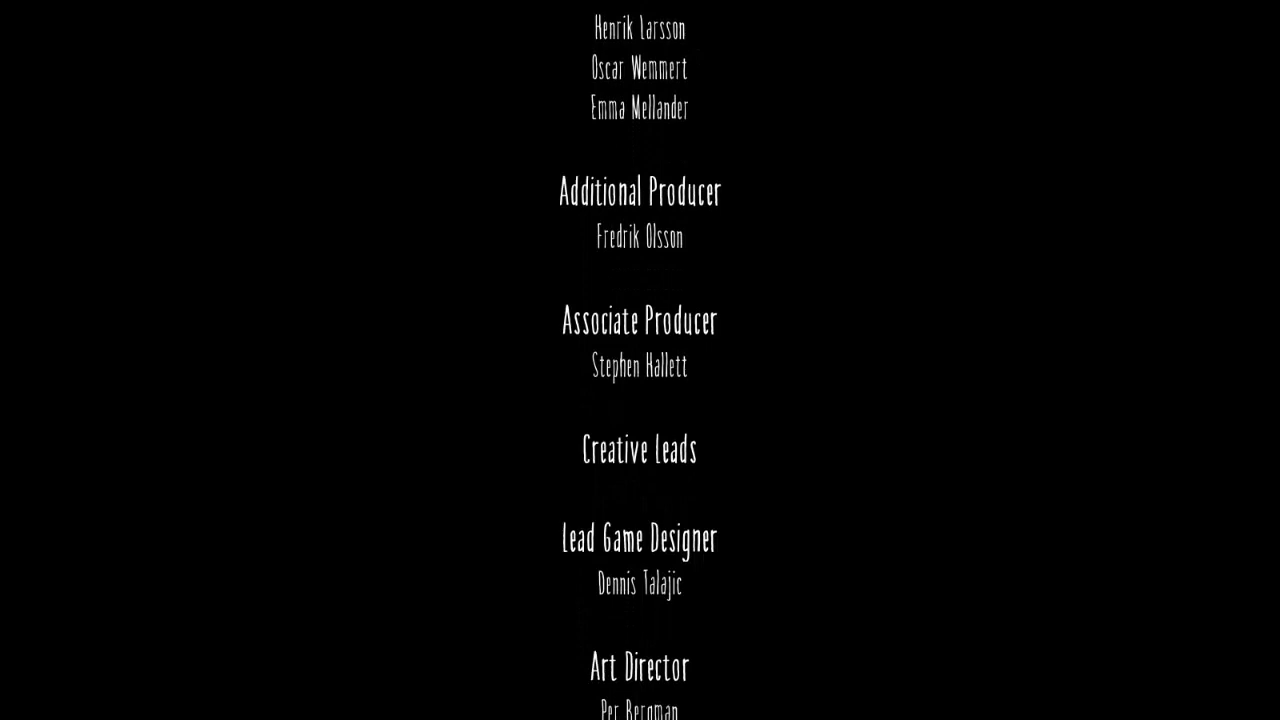 Henrik Larsson
Oscar Wemmert
Emma Mellander
Additional Producer
Fredrik Olsson
Associate Producer
Stephen Hallett
Creative Leads
Lead Game Designer
Dennis Talajic
Art Director
Per Bergman